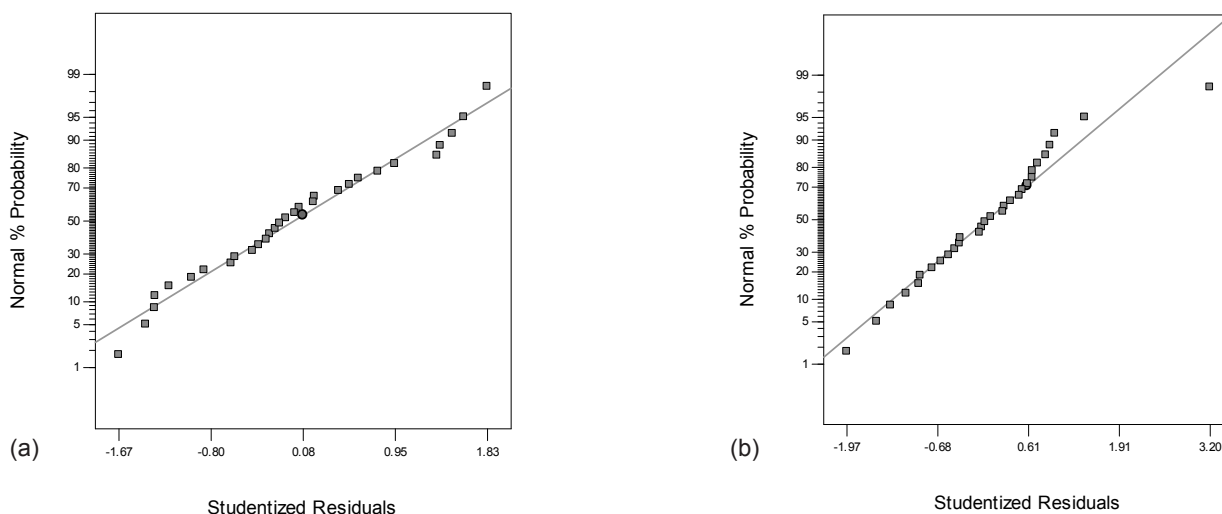 99
95
90
80
70
50
30
20
10
5
1
Normal % Probability
-1.67 -0.80 0.08 0.95 1.83
(a)
Studentized Residuals
99
95
90
80
70
50
30
20
10
5
1
Normal % Probability
-1.97 -0.68 0.61 1.91 3.20
(b)
Studentized Residuals